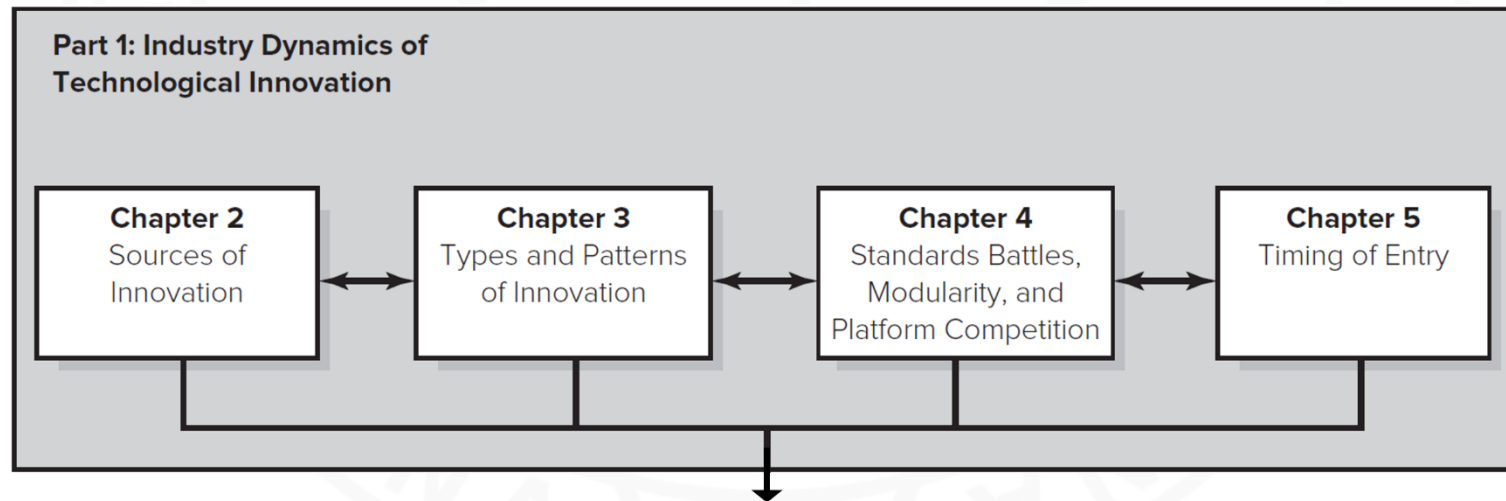 Part 1: Industry Dynamics of
Technological Innovation
Chapter 2
Sources of
Innovation
Chapter 3
Types and Patterns
of Innovation
Chapter 4
Standards Battles,
Modularity, and
Platform Competition
Chapter 5
Timing of Entry